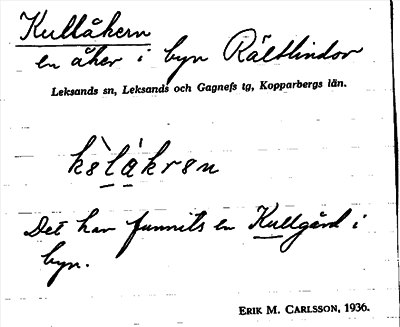 Kullåkern
en åker i byn Rältlindor
Leksands sn, Leksands och Gagnefs tg, Kopparbergs län.
kèlákrsn
Det har funnits en Kullgård i
byn.
ERIK M. CARLSSON, 1936.